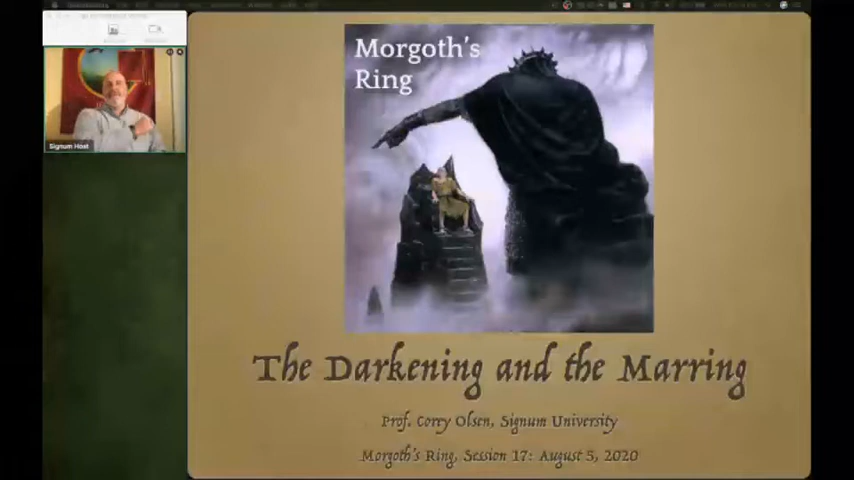 Morgoth's
Ring
Signum Host
The Darkening and the Marring
Prof. Corey Olsen, Signum University
Morgoth's Ring, Session 17: August 5, 2020